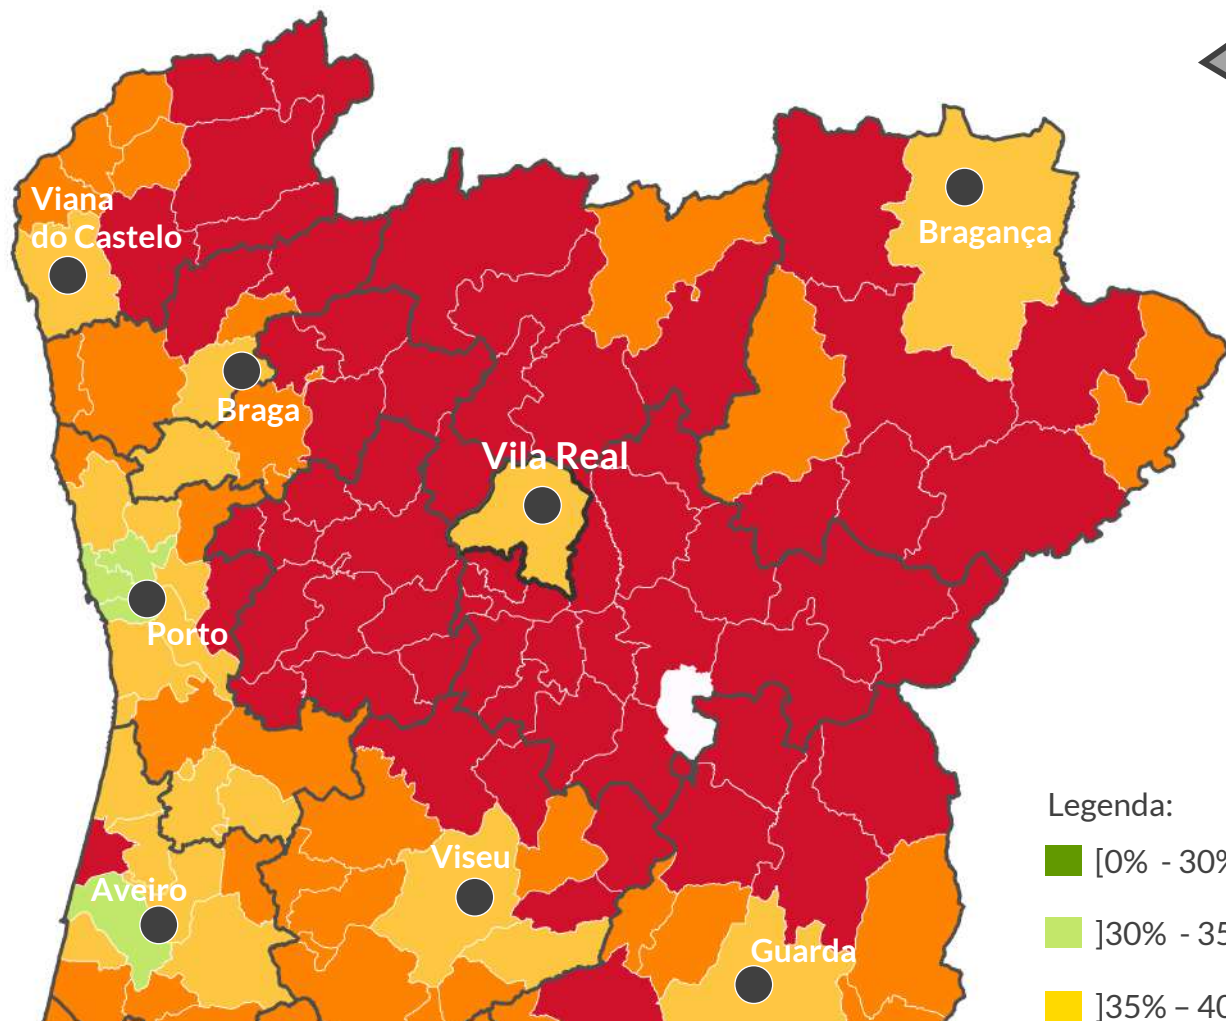 Viana
do Castelo
Bragança
Braga
Vila Real
Porto
Viseu
Aveiro
Guarda
Legenda:
[0% - 30%
]30% - 35
]35% – 40